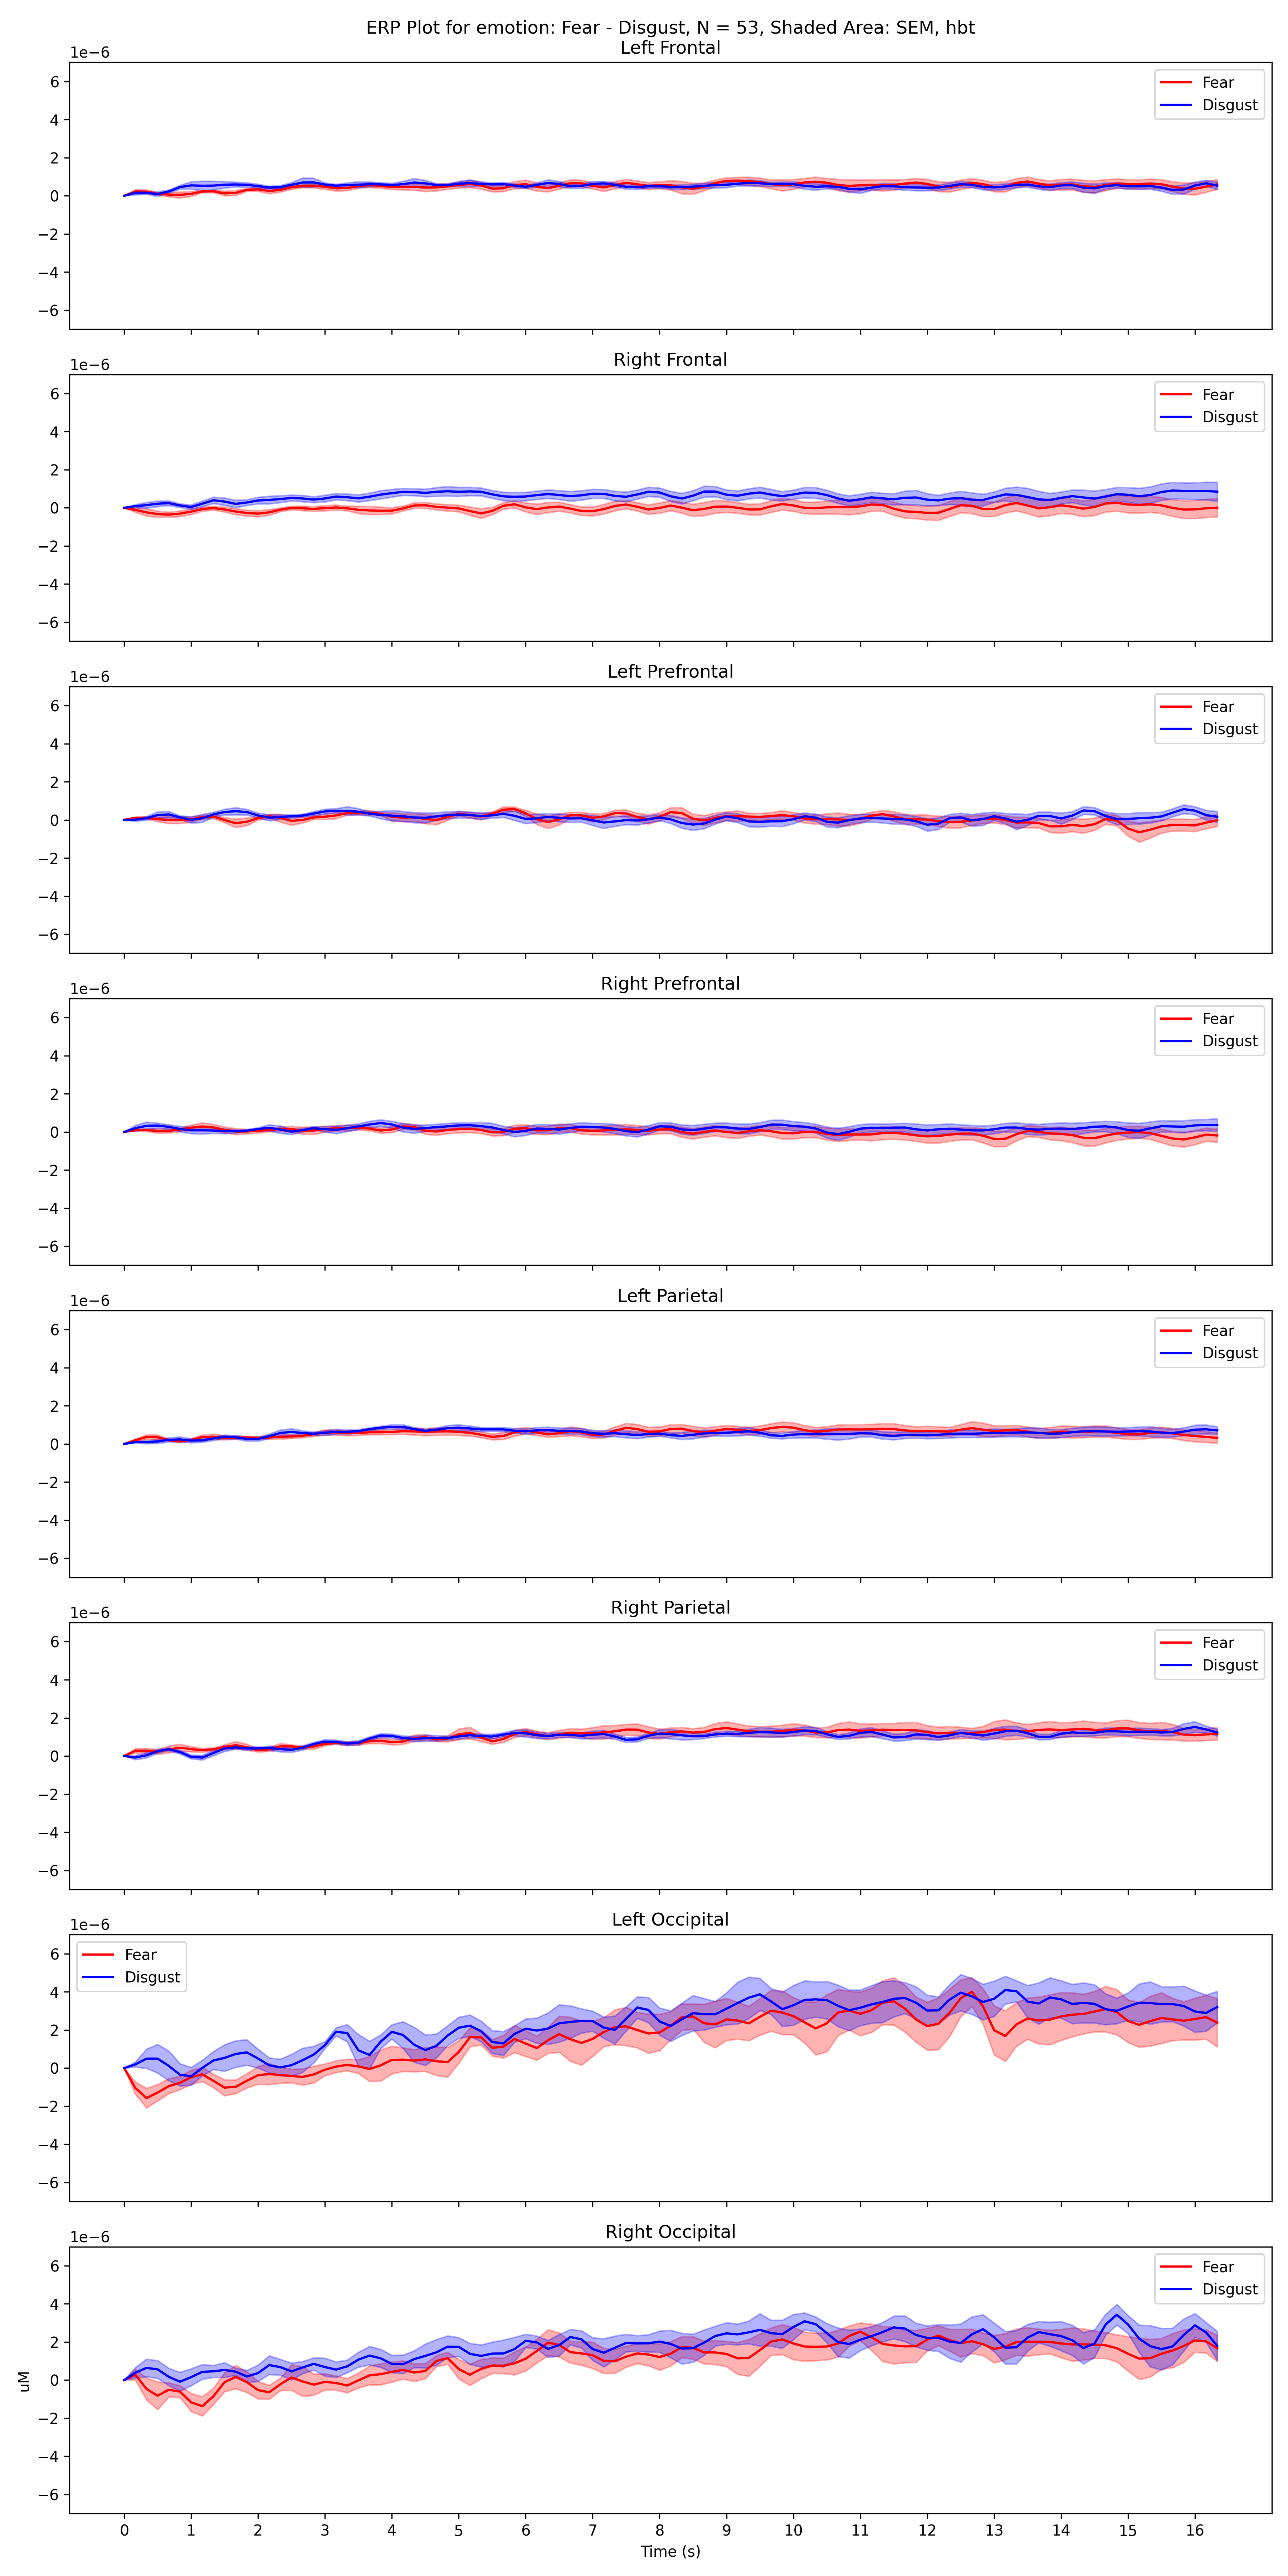 ERP Plot for emotion: Fear - Disgust, N = 53, Shaded Area: SEM, hbt
Left Frontal
1e−6
6
4
2
0
−2
−4
−6
Fear
Disgust
Right Frontal
1e−6
6
4
2
0
−2
−4
−6
Fear
Disgust
Left Prefrontal
1e−6
6
4
2
0
−2
−4
−6
Fear
Disgust
Right Prefrontal
1e−6
6
4
2
0
−2
−4
−6
Fear
Disgust
Left Parietal
1e−6
6
4
2
0
−2
−4
−6
Fear
Disgust
Right Parietal
1e−6
6
4
2
0
−2
−4
−6
Fear
Disgust
Left Occipital
1e−6
6
4
2
0
−2
−4
−6
Fear
Disgust
Right Occipital
1e−6
6
4
2
0
−2
−4
−6
Fear
Disgust
uM
0 1 2 3 4 5 6 7 8 9 10 11 12 13 14 15 16
Time (s)